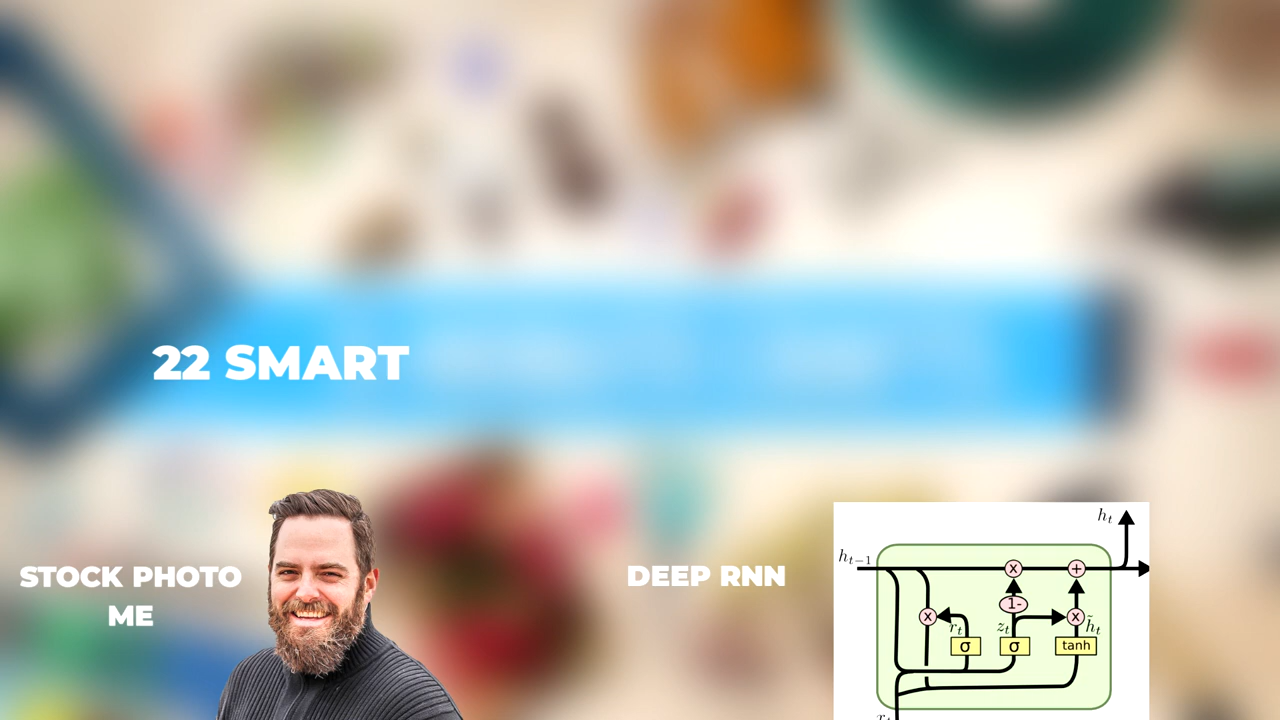 22 SMART
STOCK PHOTO
ME
DEEP RNN
h_t
h_{t-1}
x
+
1-
x
x
r_t
z_t
h̃_t
σ
σ
tanh